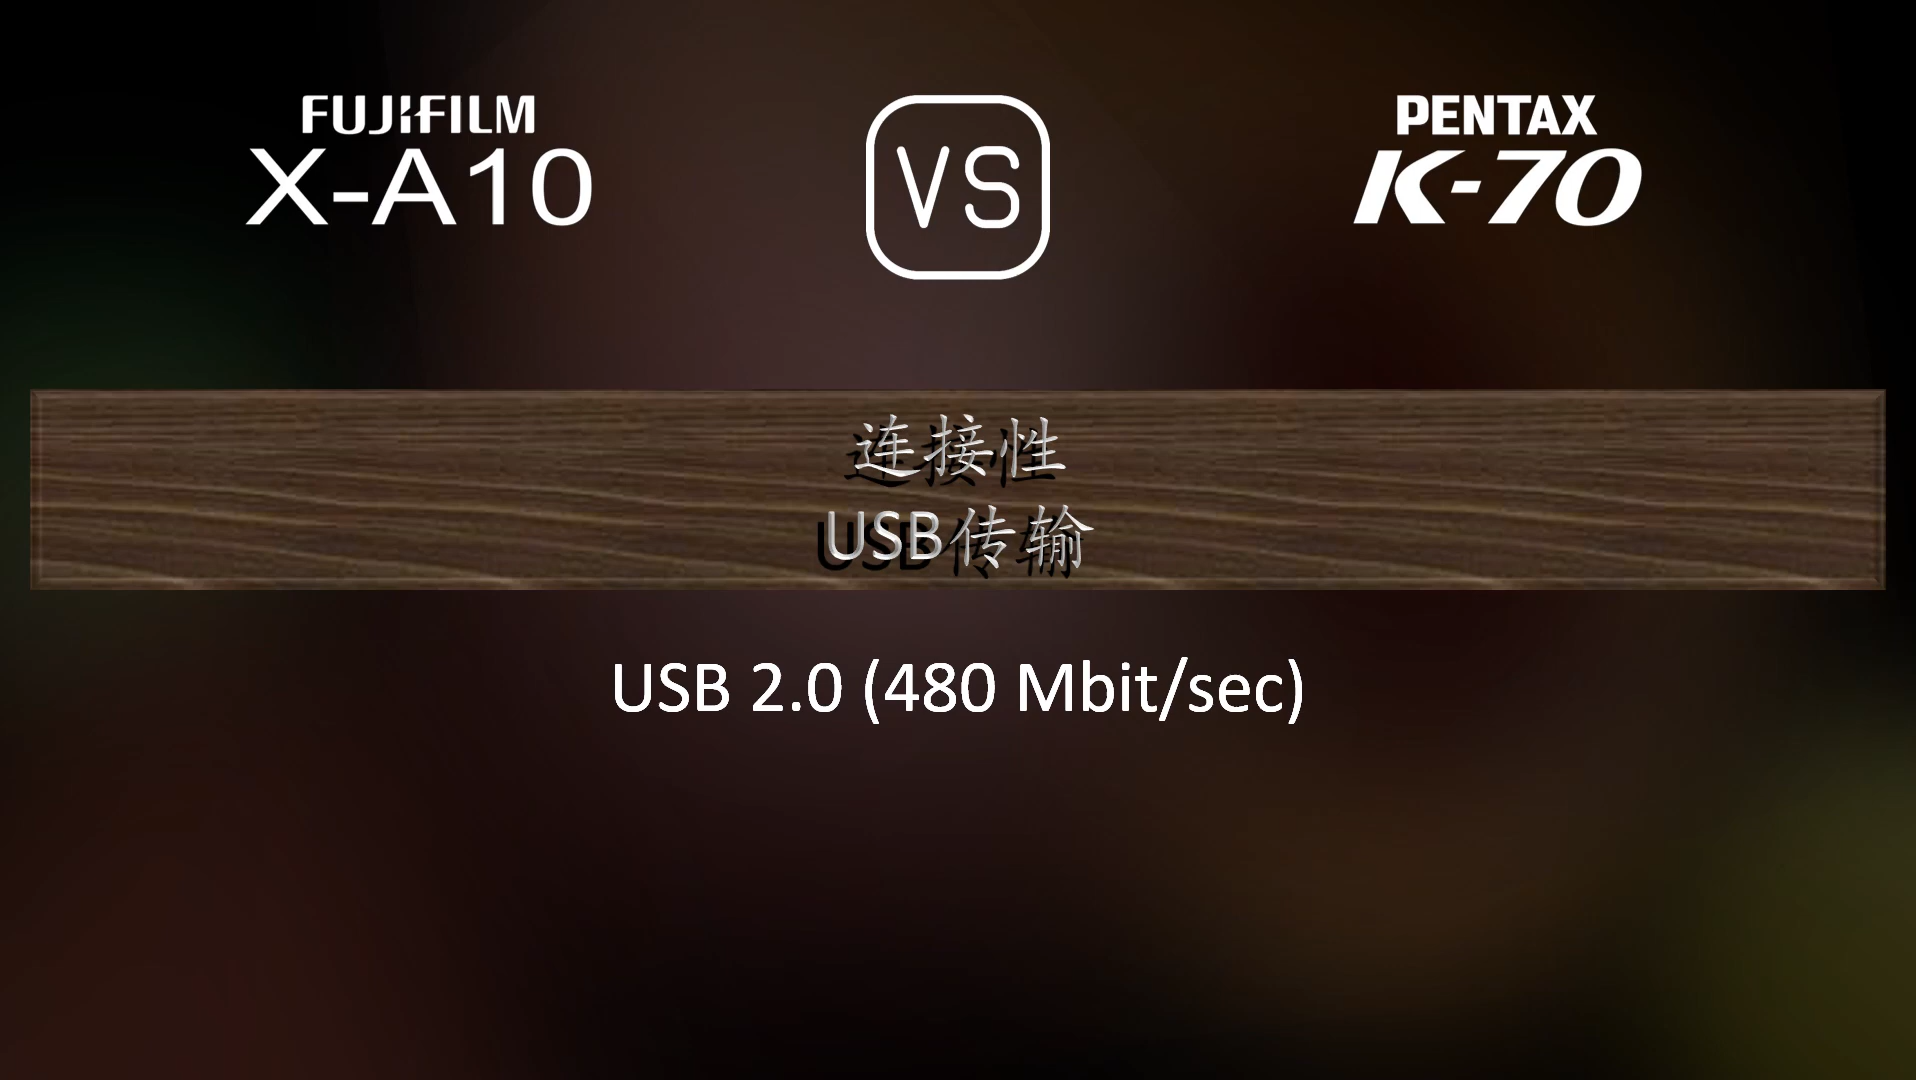 FUJIFILM
X-A10
VS
PENTAX
K-70
连接性
USB传输
USB 2.0 (480 Mbit/sec)